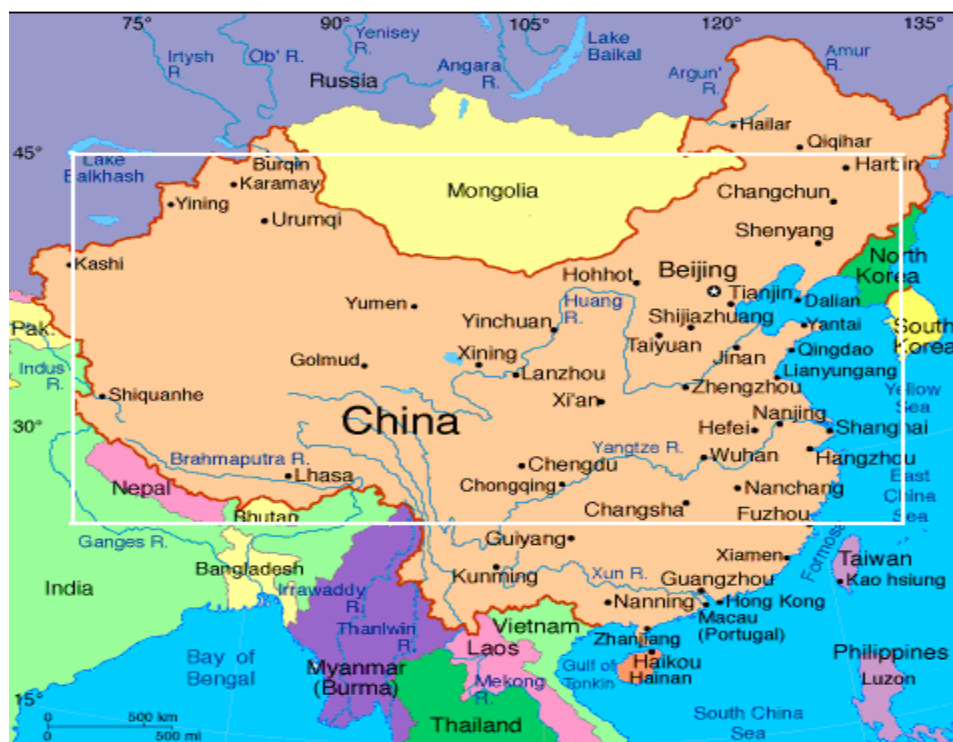 75°
90°
105°
120°
135°
Irtysh
R.
Ob' R.
Yenisey
R.
Angara
R.
Lake
Baikal
Argun'
R.
Amur
R.
Russia
Hailar
Qiqihar
45°
Lake
Balkhash
Burqin
Karamay
Harbin
Mongolia
Changchun
Yining
Urumqi
Shenyang
Kashi
North
Korea
Hohhot
Beijing
Tianjin
Dalian
Yumen
Huang
R.
Pak.
Yinchuan
Shijiazhuang
Yantai
South
Korea
Taiyuan
Jinan
Qingdao
Indus
R.
Golmud
Xining
Lanzhou
Lianyungang
Shiquanhe
Zhengzhou
Yellow
Sea
Xi'an
China
Nanjing
30°
Hefei
Shanghai
Yangtze R.
Wuhan
Hangzhou
Brahmaputra R.
Chengdu
Lhasa
Chongqing
Nanchang
East
China
Sea
Nepal
Changsha
Fuzhou
Bhutan
Ganges R.
Guiyang
Formosa
Xiamen
Taiwan
Bangladesh
Kunming
Xun R.
Guangzhou
Kao hsiung
India
Irrawaddy
R.
Nanning
Hong Kong
Macau
(Portugal)
Thanlwin
R.
Vietnam
Zhanjiang
Laos
Bay of
Bengal
Myanmar
(Burma)
Gulf of
Tonkin
Haikou
Hainan
Philippines
Luzon
Mekong
R.
15°
0
500 km
0
500 mi
Thailand
South China
Sea